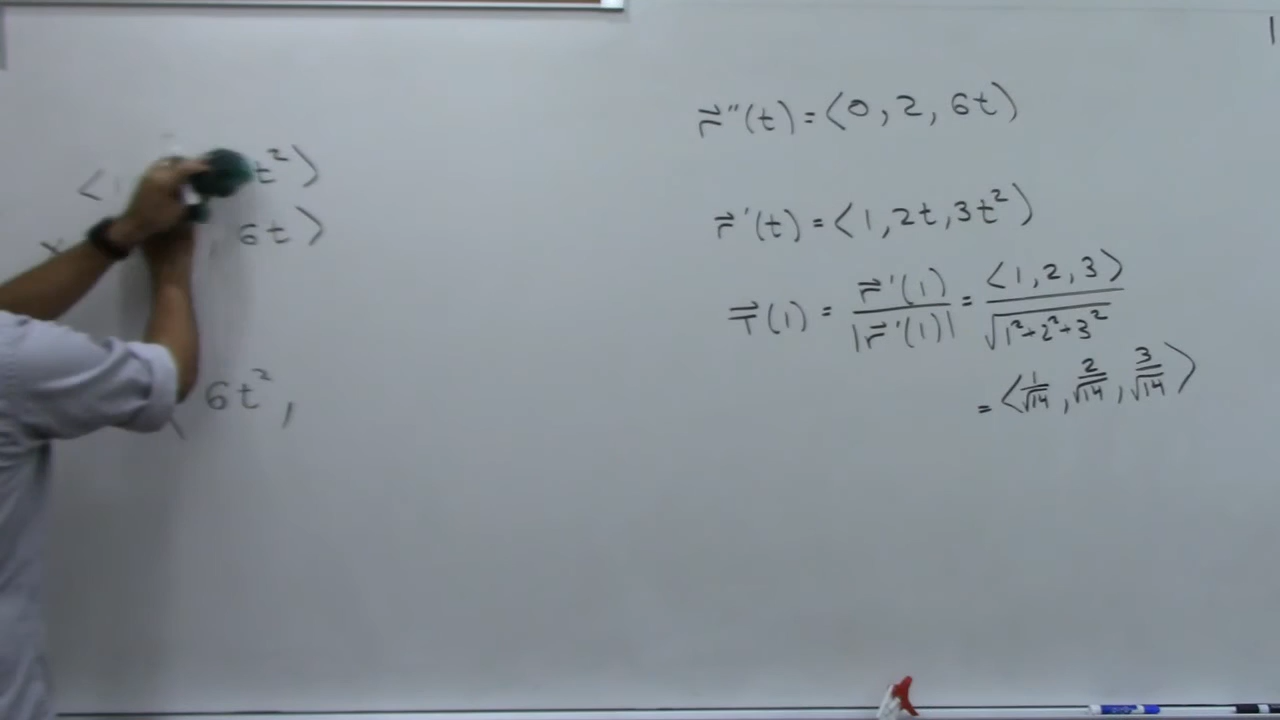 ⟨1 t²⟩
, 6t⟩
⟨ 6t²,
r⃗″(t) = ⟨0, 2, 6t⟩
r⃗′(t) = ⟨1, 2t, 3t²⟩
T⃗(1) = r⃗′(1)/|r⃗′(1)| = ⟨1, 2, 3⟩/√(1²+2²+3²)
= ⟨1/√14, 2/√14, 3/√14⟩